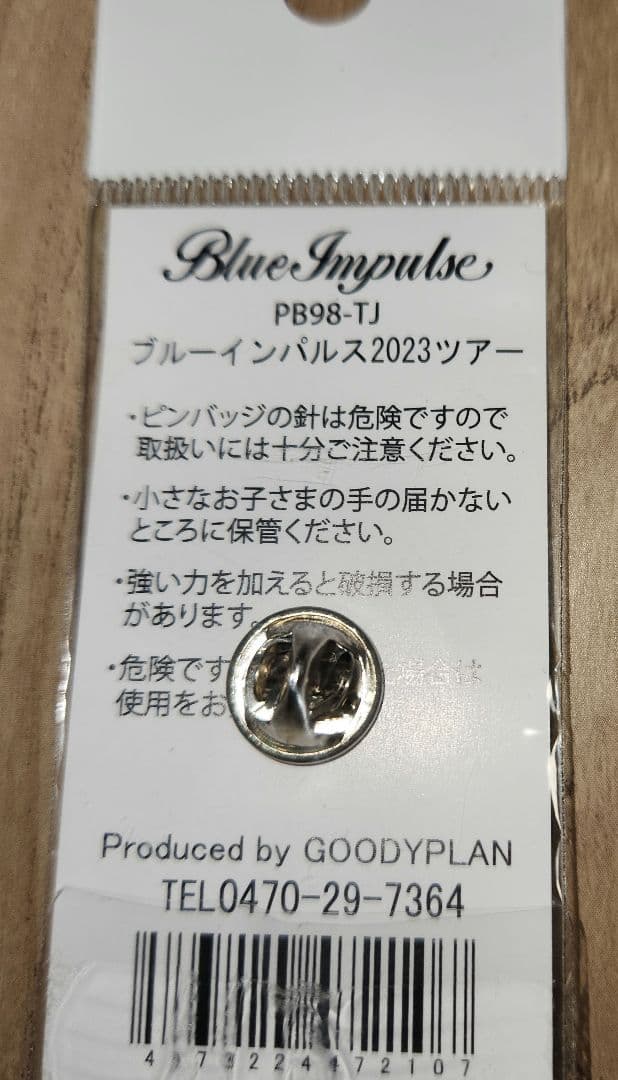 Blue Impulse
PB98-TJ
ブルーインパルス2023ツアー
・ピンバッジの針は危険ですので
取扱いには十分ご注意ください。
・小さなお子さまの手の届かない
ところに保管ください。
・強い力を加えると破損する場合
があります。
・危険です 場合は
使用をお
Produced by GOODYPLAN
TEL0470-29-7364
4573224472107